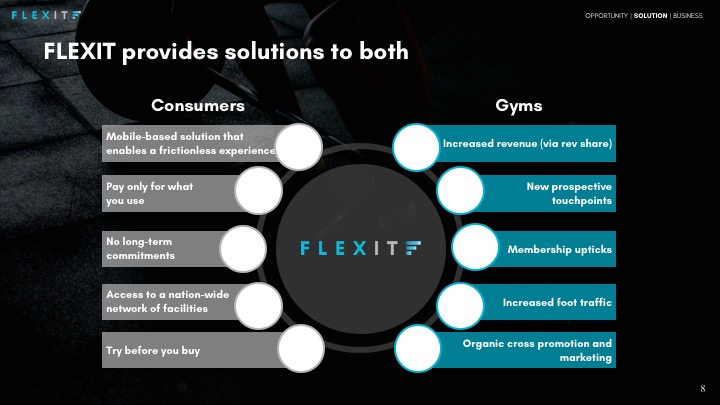 FLEXIT
OPPORTUNITY | SOLUTION | BUSINESS
FLEXIT provides solutions to both
Consumers
Mobile-based solution that
enables a frictionless experience
Pay only for what
you use
No long-term
commitments
Access to a nation-wide
network of facilities
Try before you buy
FLEXIT
Gyms
Increased revenue (via rev share)
New prospective
touchpoints
Membership upticks
Increased foot traffic
Organic cross promotion and
marketing
8